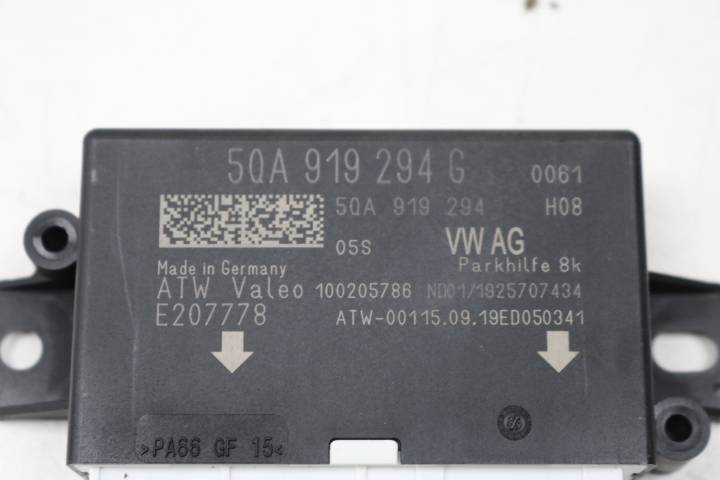 5QA 919 294 G 0061
5QA 919 294 H08
05S VW AG
Made in Germany Parkhilfe 8k
ATW Valeo 100205786 ND01/1925707434
E207778 ATW-00115.09.19ED050341
>PA66 GF 15<